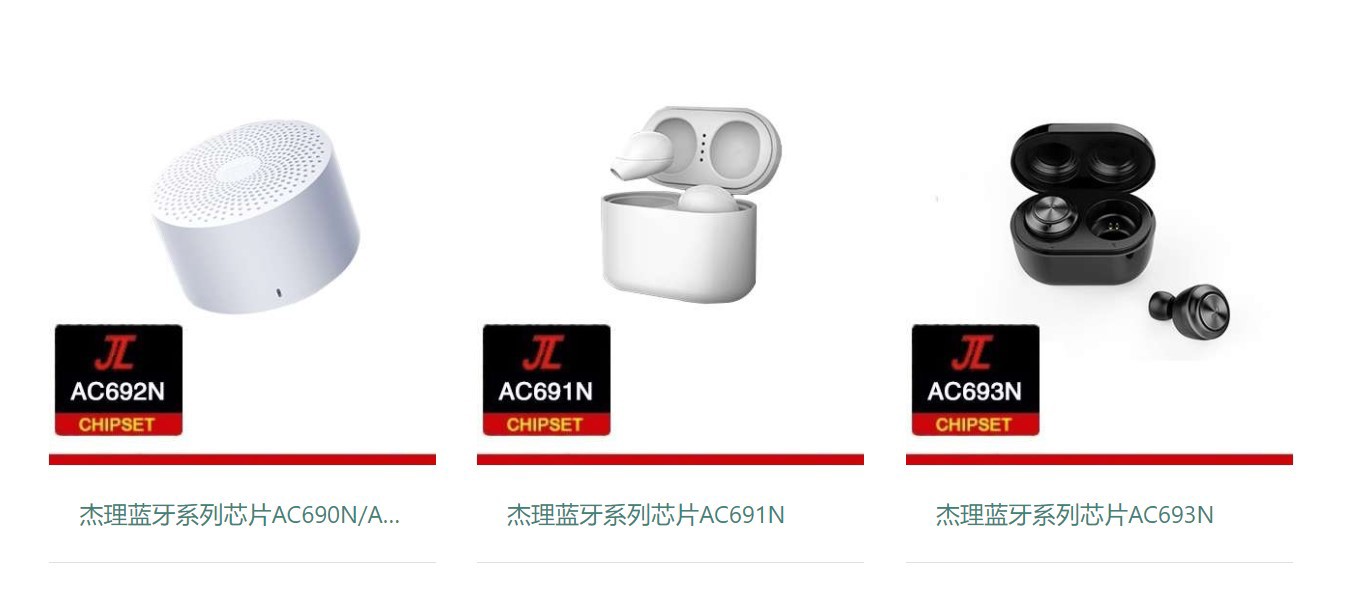 JL
AC692N
CHIPSET
JL
AC691N
CHIPSET
JL
AC693N
CHIPSET
杰理蓝牙系列芯片AC690N/A...
杰理蓝牙系列芯片AC691N
杰理蓝牙系列芯片AC693N